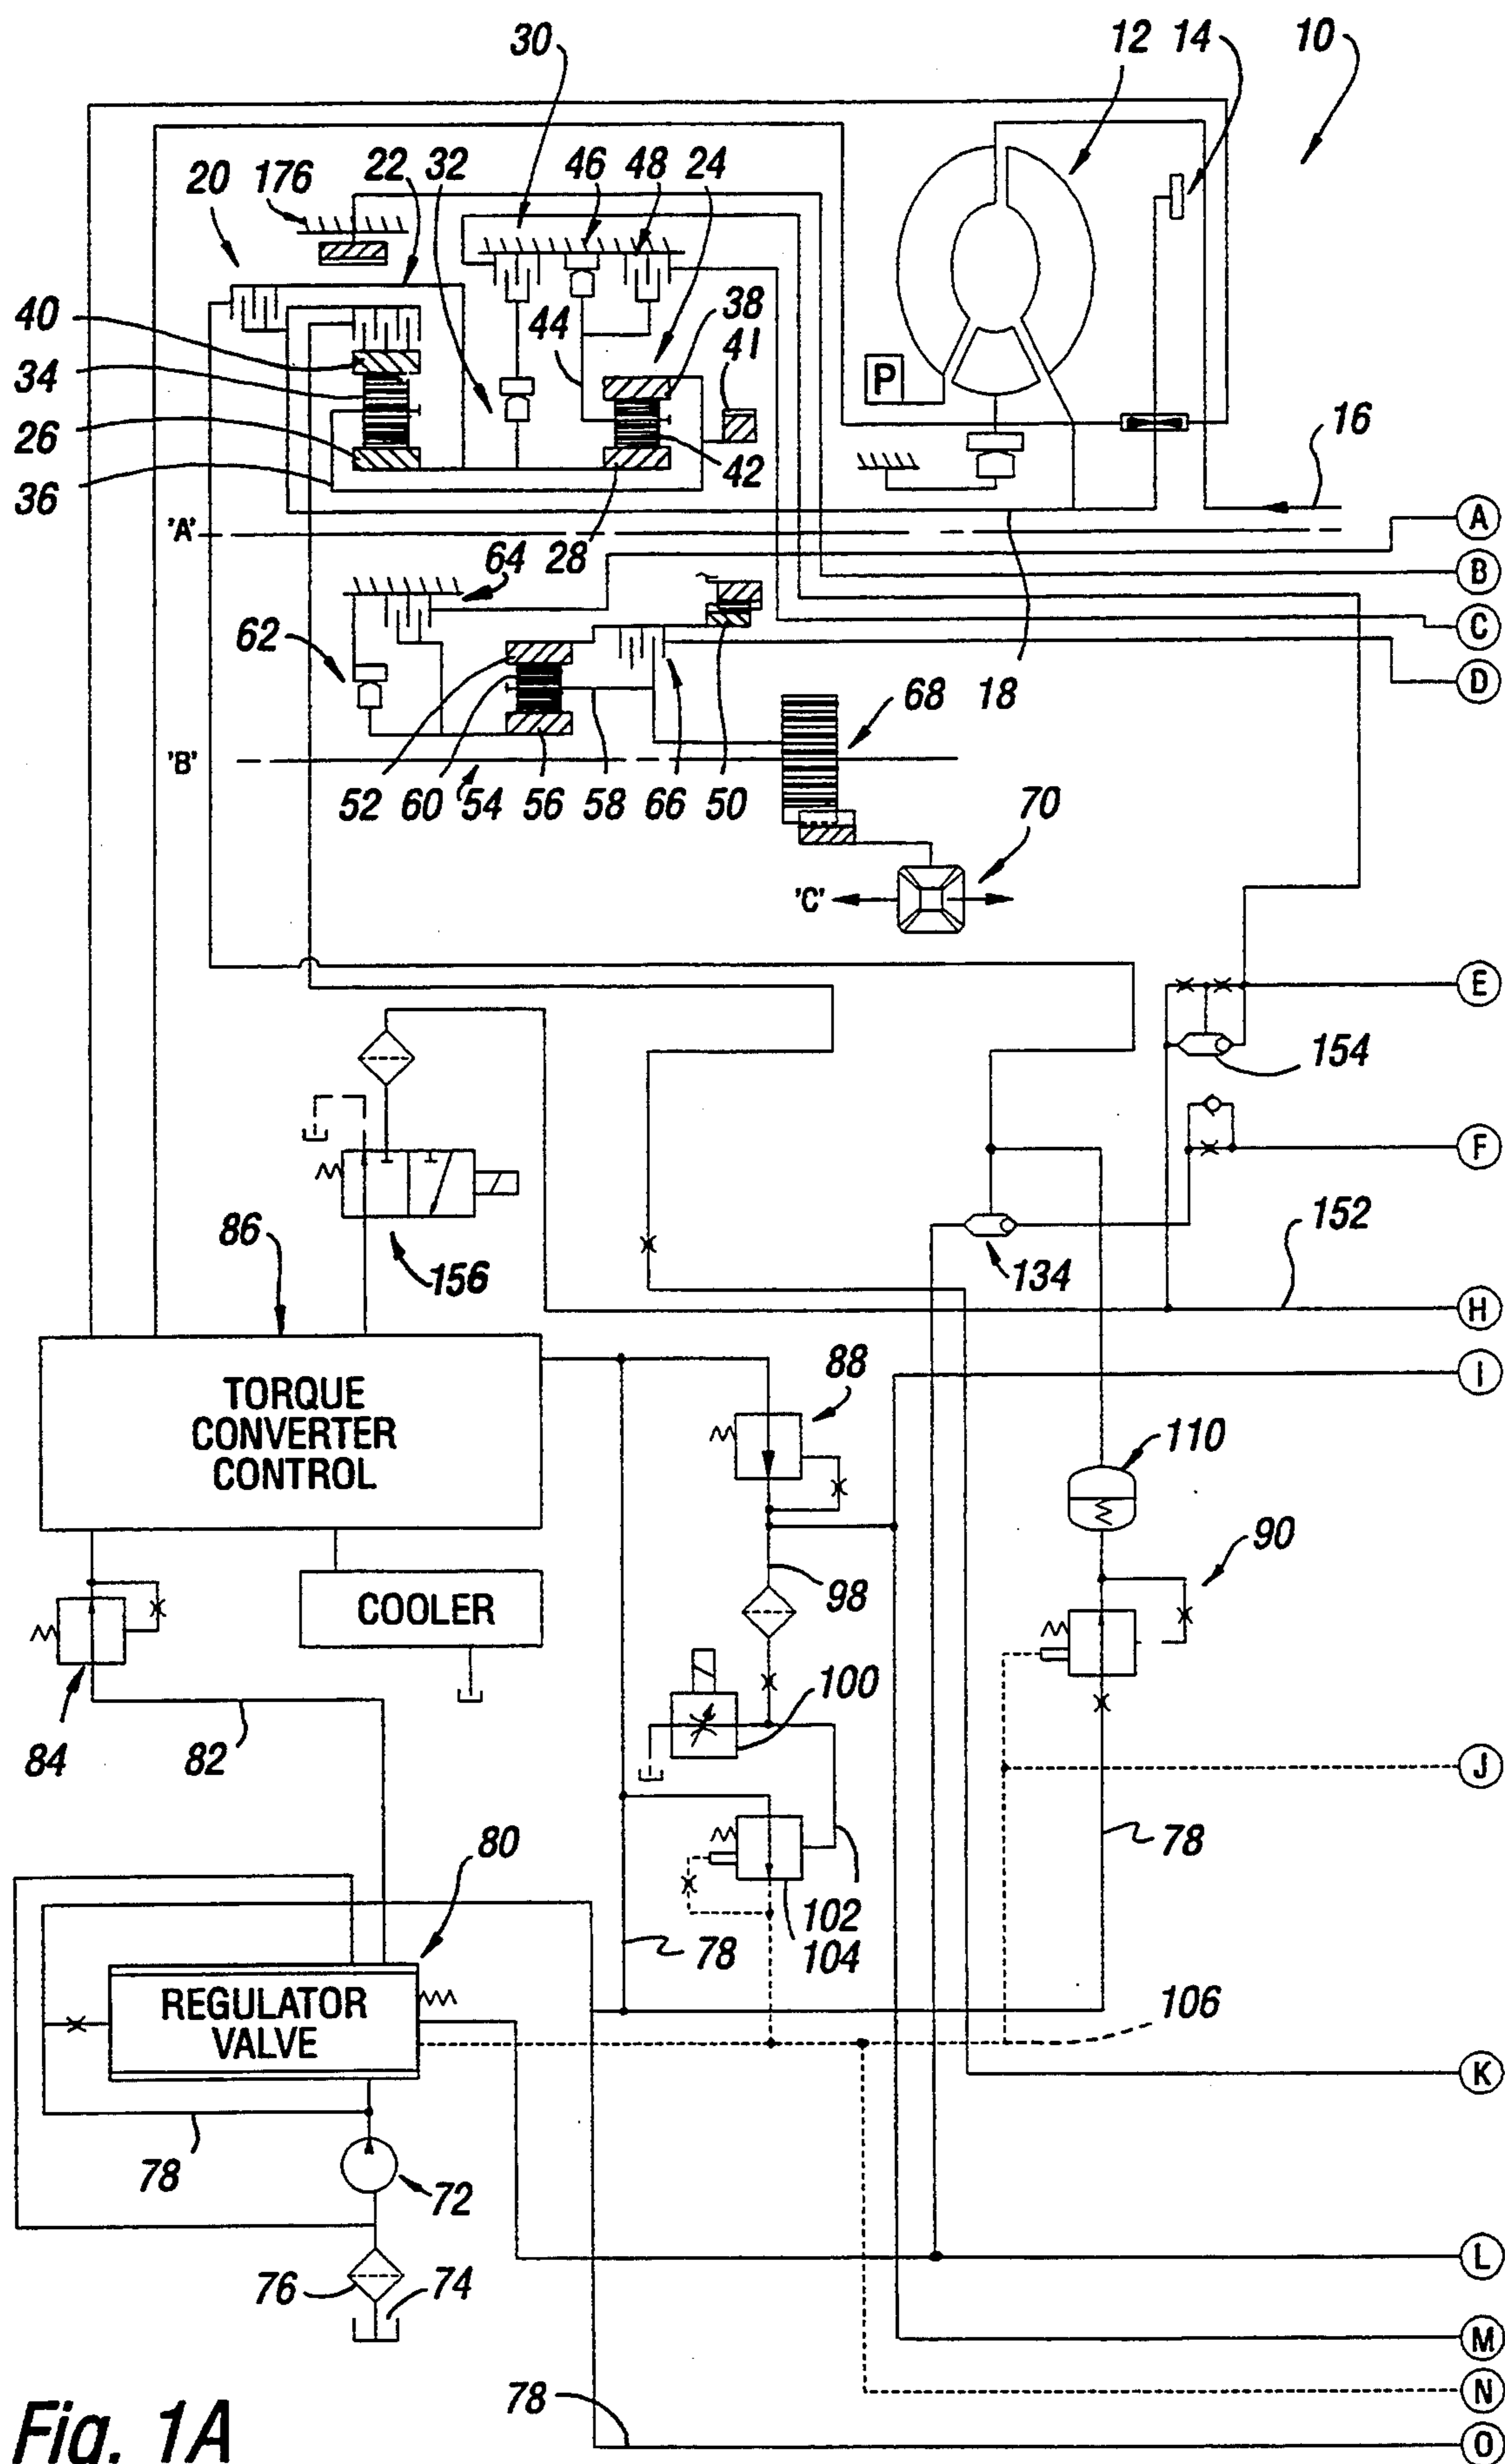 30
12 14
10
20 176 22 32 46 48 24
40
44
38
41
34
P
26
42
16
36
'A'
A
64 28
B
C
62
D
18
68
'B'
52 60 54 56 58 66 50
70
'C'
E
154
F
86
156
134
152
H
I
88
TORQUE
CONVERTER
CONTROL
110
90
98
COOLER
100
84
82
J
78
80
102
104
78
REGULATOR
VALVE
106
K
78
72
76
74
L
M
N
78
O
Fig. 1A